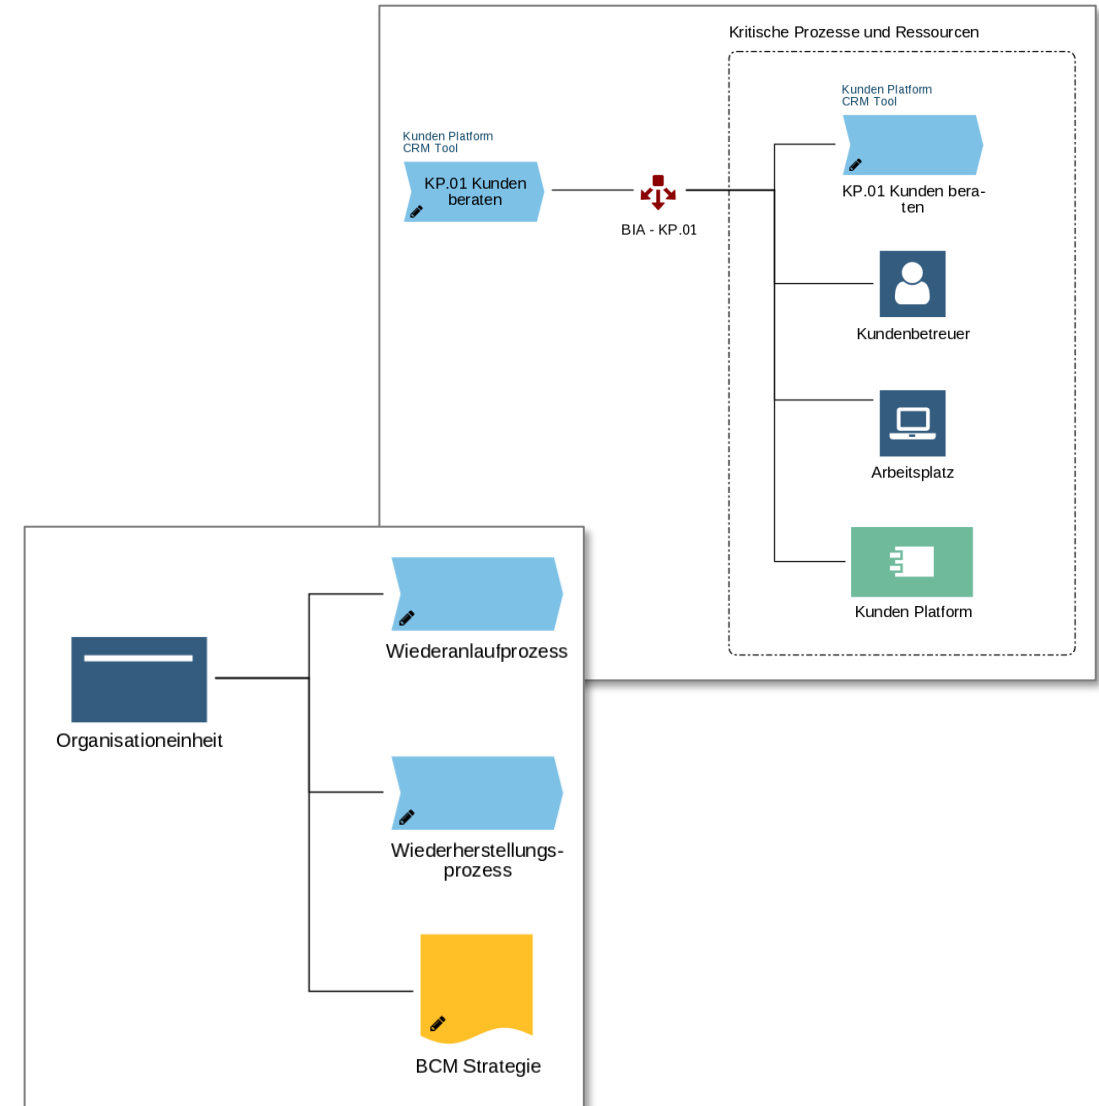 Kritische Prozesse und Ressourcen
Kunden Platform
CRM Tool
KP.01 Kunden
beraten
BIA - KP.01
Kunden Platform
CRM Tool
KP.01 Kunden bera-
ten
Kundenbetreuer
Arbeitsplatz
Kunden Platform
Organisationeinheit
Wiederanlaufprozess
Wiederherstellungs-
prozess
BCM Strategie